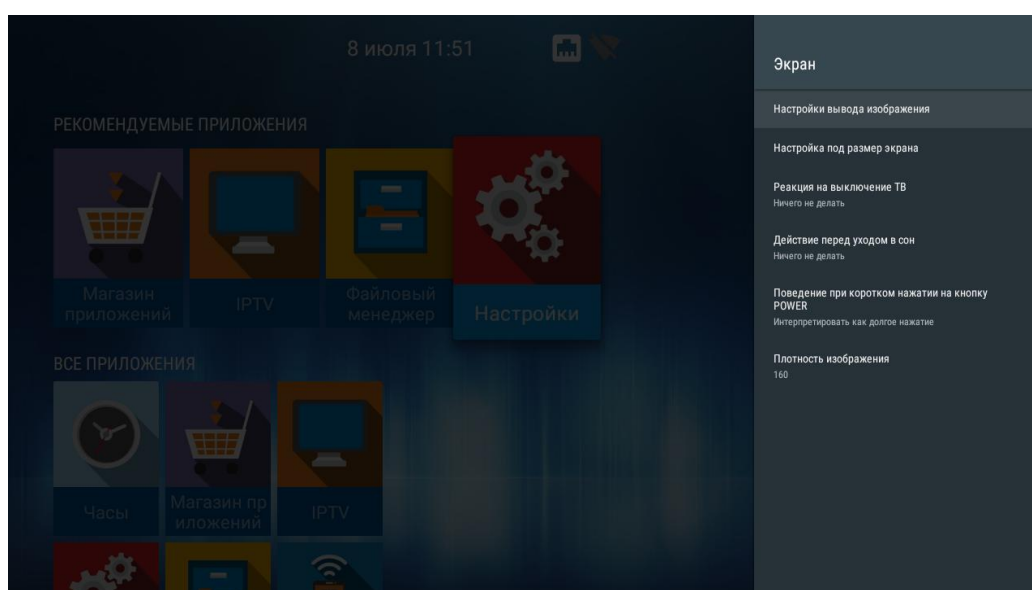 8 июля 11:51
РЕКОМЕНДУЕМЫЕ ПРИЛОЖЕНИЯ
Магазин
приложений
IPTV
Файловый
менеджер
Настройки
ВСЕ ПРИЛОЖЕНИЯ
Часы
Магазин пр
иложений
IPTV
Экран
Настройки вывода изображения
Настройка под размер экрана
Реакция на выключение ТВ
Ничего не делать
Действие перед уходом в сон
Ничего не делать
Поведение при коротком нажатии на кнопку
POWER
Интерпретировать как долгое нажатие
Плотность изображения
160